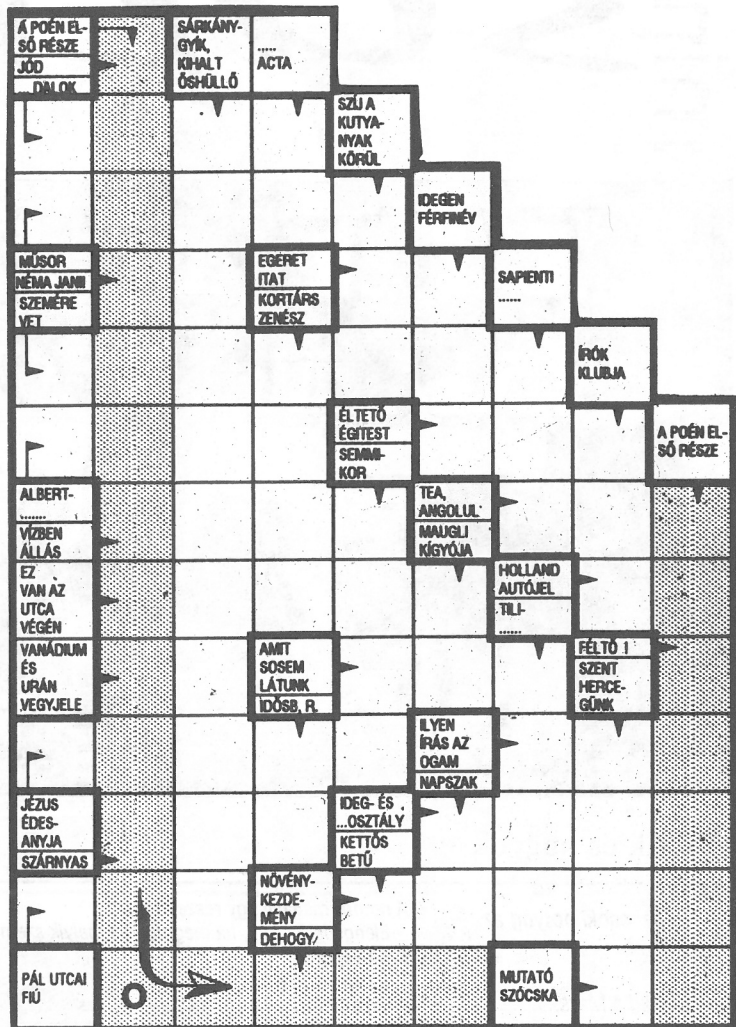 A POÉN EL-
SŐ RÉSZE
JÓD
...DALOK
SÁRKÁNY-
GYÍK,
KIHALT
ŐSHÜLLŐ
.....
ACTA
SZÍJ A
KUTYA-
NYAK
KÖRÜL
IDEGEN
FÉRFINÉV
MŰSOR
NÉMA JANI!
SZEMÉRE
VET
EGERET
ITAT
KORTÁRS
ZENÉSZ
SAPIENTI
......
ÍRÓK
KLUBJA
ÉLTETŐ
ÉGITEST
SEMMI-
KOR
A POÉN EL-
SŐ RÉSZE
ALBERT-
.......
VÍZBEN
ÁLLÁS
TEA,
ANGOLUL
MAUGLI
KÍGYÓJA
EZ
VAN AZ
UTCA
VÉGÉN
HOLLAND
AUTÓJEL
TILI-
......
VANÁDIUM
ÉS
URÁN
VEGYJELE
AMIT
SOSEM
LÁTUNK
IDŐSB, R.
FÉLTŐ 1
SZENT
HERCE-
GÜNK
ILYEN
ÍRÁS AZ
OGAM
NAPSZAK
JÉZUS
ÉDES-
ANYJA
SZÁRNYAS
IDEG- ÉS
...OSZTÁLY
KETTŐS
BETŰ
NÖVÉNY-
KEZDE-
MÉNY
DEHOGY
PÁL UTCAI
FIÚ
O
MUTATÓ
SZÓCSKA